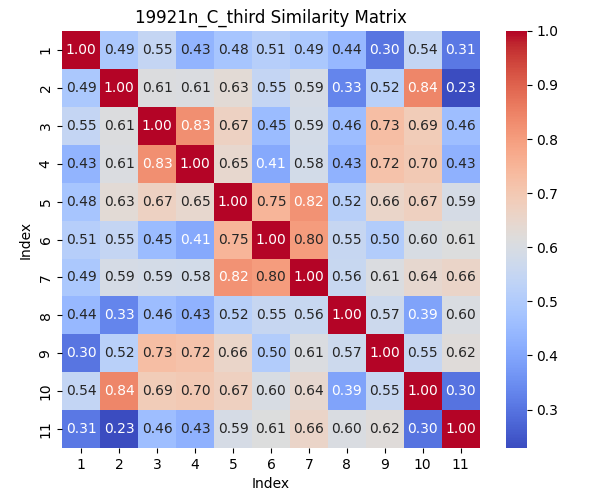 19921n_C_third Similarity Matrix
1 1.00 0.49 0.55 0.43 0.48 0.51 0.49 0.44 0.30 0.54 0.31
2 0.49 1.00 0.61 0.61 0.63 0.55 0.59 0.33 0.52 0.84 0.23
3 0.55 0.61 1.00 0.83 0.67 0.45 0.59 0.46 0.73 0.69 0.46
4 0.43 0.61 0.83 1.00 0.65 0.41 0.58 0.43 0.72 0.70 0.43
5 0.48 0.63 0.67 0.65 1.00 0.75 0.82 0.52 0.66 0.67 0.59
6 0.51 0.55 0.45 0.41 0.75 1.00 0.80 0.55 0.50 0.60 0.61
7 0.49 0.59 0.59 0.58 0.82 0.80 1.00 0.56 0.61 0.64 0.66
8 0.44 0.33 0.46 0.43 0.52 0.55 0.56 1.00 0.57 0.39 0.60
9 0.30 0.52 0.73 0.72 0.66 0.50 0.61 0.57 1.00 0.55 0.62
10 0.54 0.84 0.69 0.70 0.67 0.60 0.64 0.39 0.55 1.00 0.30
11 0.31 0.23 0.46 0.43 0.59 0.61 0.66 0.60 0.62 0.30 1.00
1 2 3 4 5 6 7 8 9 10 11
Index
Index
1.0
0.9
0.8
0.7
0.6
0.5
0.4
0.3